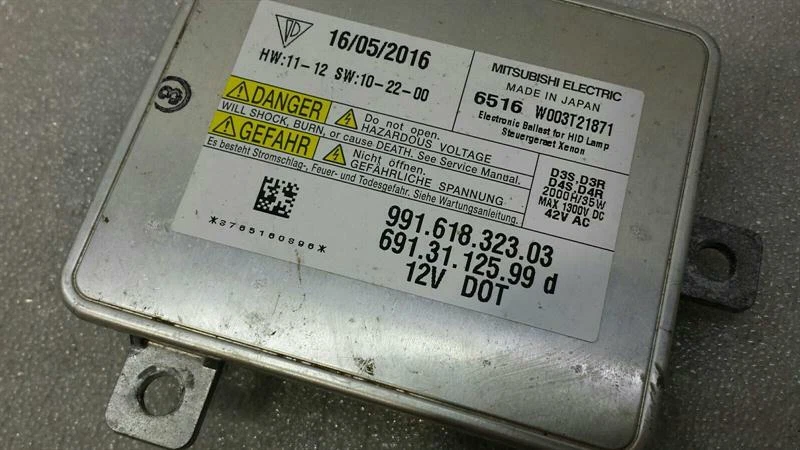 16/05/2016
HW:11-12 SW:10-22-00
MITSUBISHI ELECTRIC
MADE IN JAPAN
6516 W003T21871
Electronic Ballast for HID Lamp
Steuergeraet Xenon
DANGER
Do not open.
HAZARDOUS VOLTAGE
WILL SHOCK, BURN, or cause DEATH. See Service Manual.
GEFAHR
Nicht öffnen.
GEFÄHRLICHE SPANNUNG
Es besteht Stromschlag-, Feuer- und Todesgefahr. Siehe Wartungsanleitung.
D3S,D3R
D4S,D4R
2000H/35W
MAX 1300V DC
42V AC
991.618.323.03
691.31.125.99 d
12V DOT